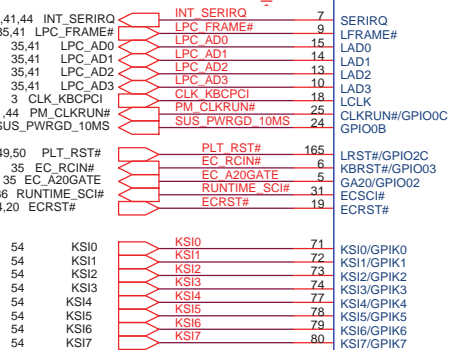 ,41,44 INT_SERIRQ INT_SERIRQ 7 SERIRQ
35,41 LPC_FRAME# LPC_FRAME# 9 LFRAME#
35,41 LPC_AD0 LPC_AD0 15 LAD0
35,41 LPC_AD1 LPC_AD1 14 LAD1
35,41 LPC_AD2 LPC_AD2 13 LAD2
35,41 LPC_AD3 LPC_AD3 10 LAD3
3 CLK_KBCPCI CLK_KBCPCI 18 LCLK
,44 PM_CLKRUN# PM_CLKRUN# 25 CLKRUN#/GPIO0C
SUS_PWRGD_10MS SUS_PWRGD_10MS 24 GPIO0B
49,50 PLT_RST# PLT_RST# 165 LRST#/GPIO2C
35 EC_RCIN# EC_RCIN# 6 KBRST#/GPIO03
35 EC_A20GATE EC_A20GATE 5 GA20/GPIO02
36 RUNTIME_SCI# RUNTIME_SCI# 31 ECSCI#
4,20 ECRST# ECRST# 19 ECRST#
54 KSI0 KSI0 71 KSI0/GPIK0
54 KSI1 KSI1 72 KSI1/GPIK1
54 KSI2 KSI2 73 KSI2/GPIK2
54 KSI3 KSI3 74 KSI3/GPIK3
54 KSI4 KSI4 77 KSI4/GPIK4
54 KSI5 KSI5 78 KSI5/GPIK5
54 KSI6 KSI6 79 KSI6/GPIK6
54 KSI7 KSI7 80 KSI7/GPIK7